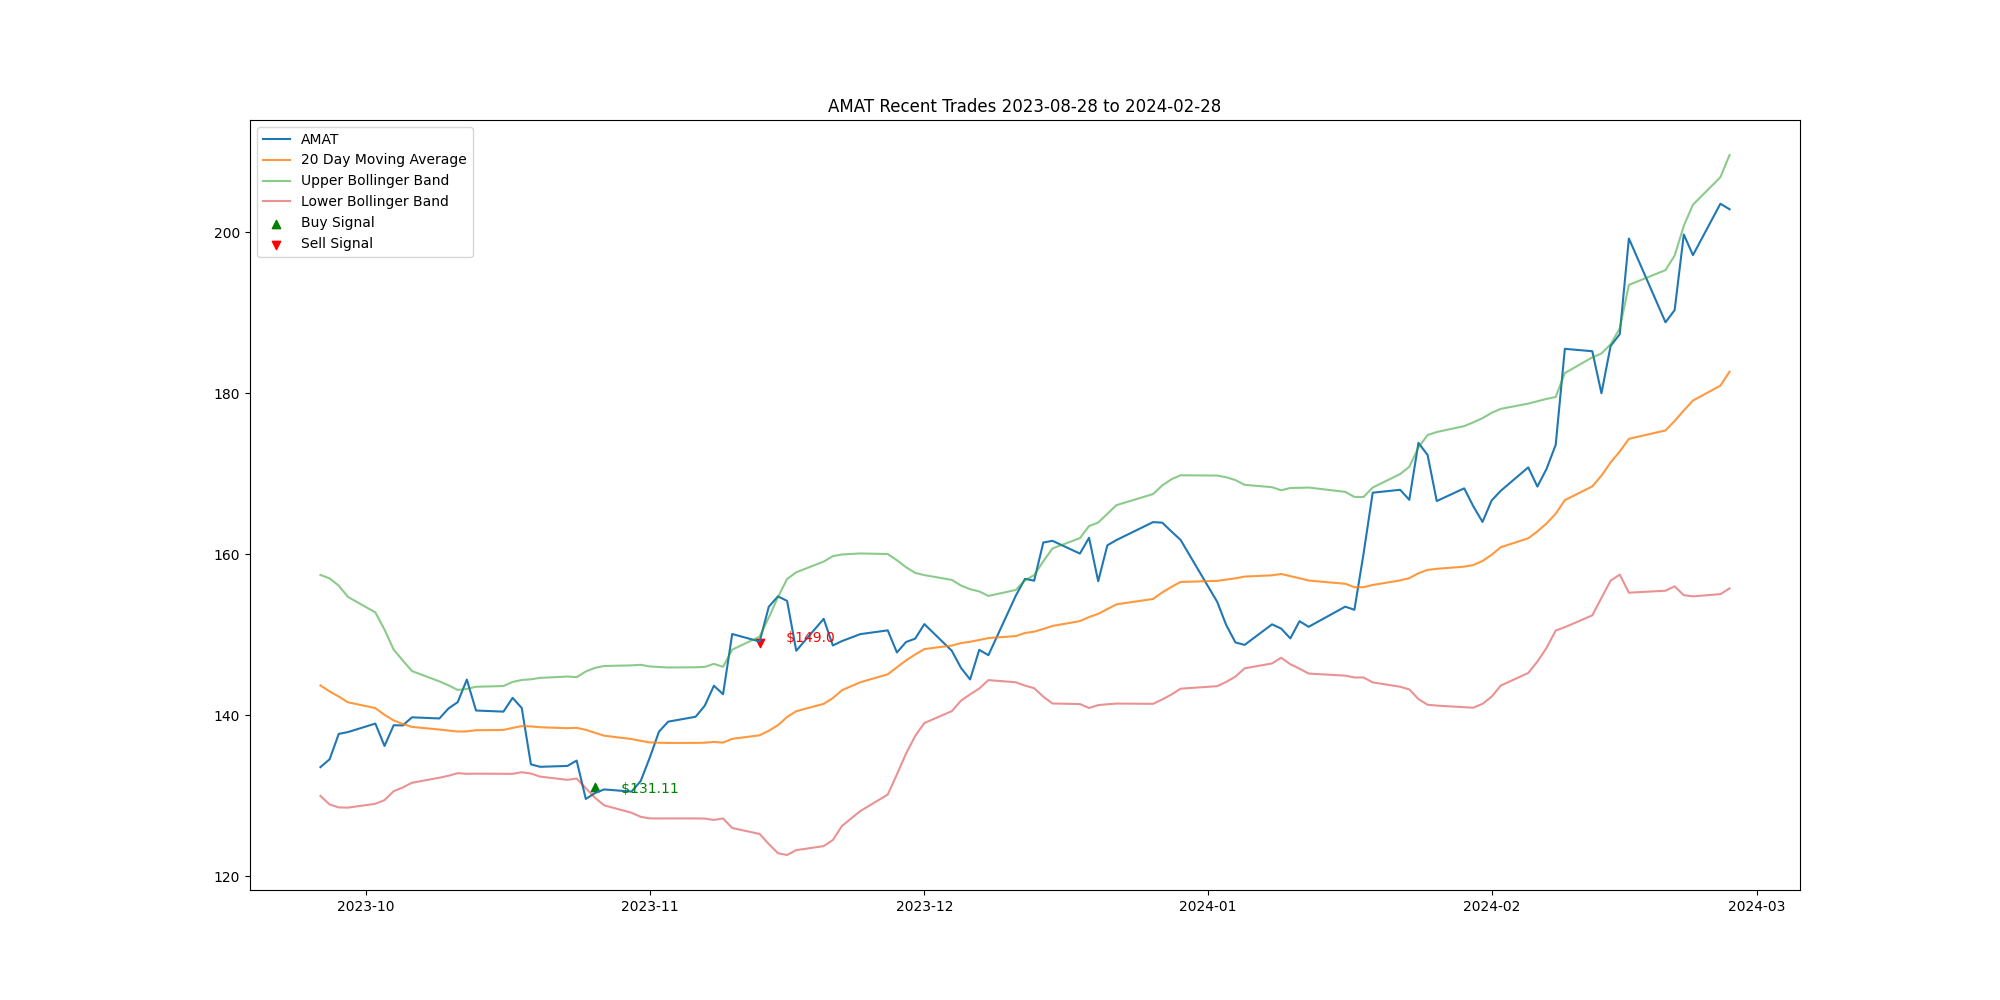 AMAT Recent Trades 2023-08-28 to 2024-02-28
AMAT
20 Day Moving Average
Upper Bollinger Band
Lower Bollinger Band
Buy Signal
Sell Signal
200
180
160
140
120
$149.0
$131.11
2023-10
2023-11
2023-12
2024-01
2024-02
2024-03